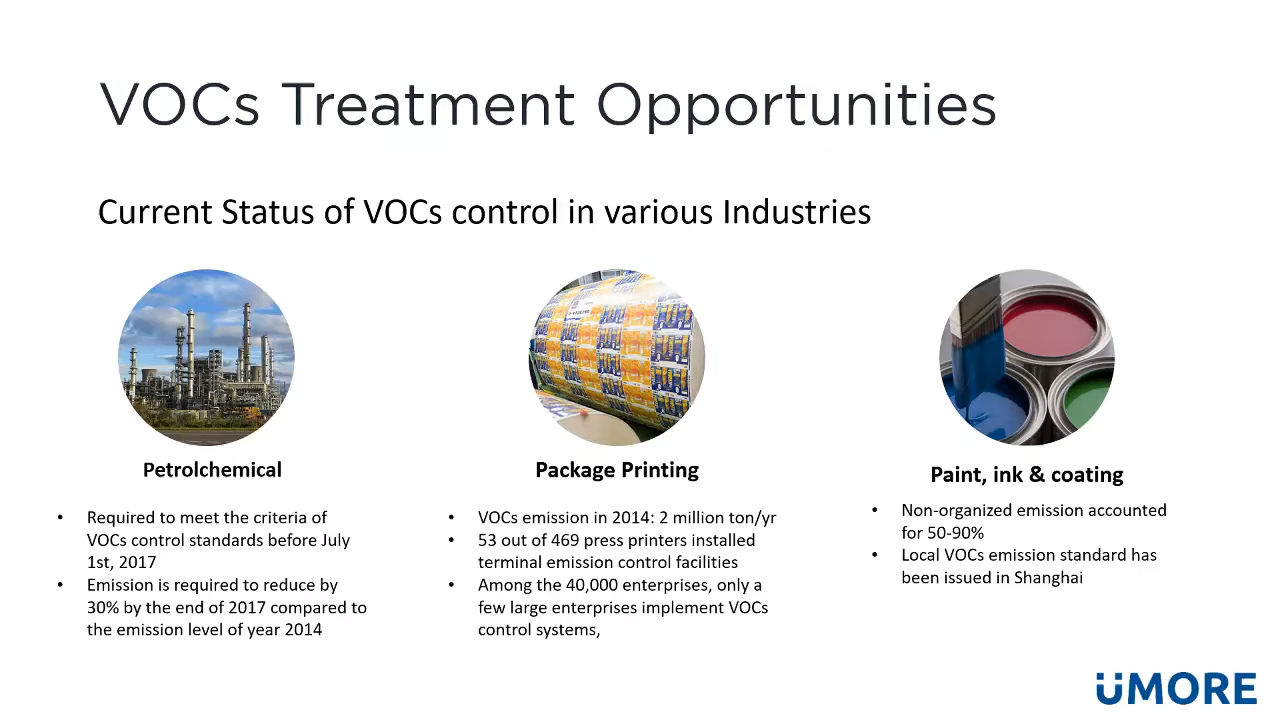 VOCs Treatment Opportunities
Current Status of VOCs control in various Industries
Petrolchemical
• Required to meet the criteria of
VOCs control standards before July
1st, 2017
• Emission is required to reduce by
30% by the end of 2017 compared to
the emission level of year 2014
Package Printing
• VOCs emission in 2014: 2 million ton/yr
• 53 out of 469 press printers installed
terminal emission control facilities
• Among the 40,000 enterprises, only a
few large enterprises implement VOCs
control systems,
Paint, ink & coating
• Non-organized emission accounted
for 50-90%
• Local VOCs emission standard has
been issued in Shanghai
ÜMORE